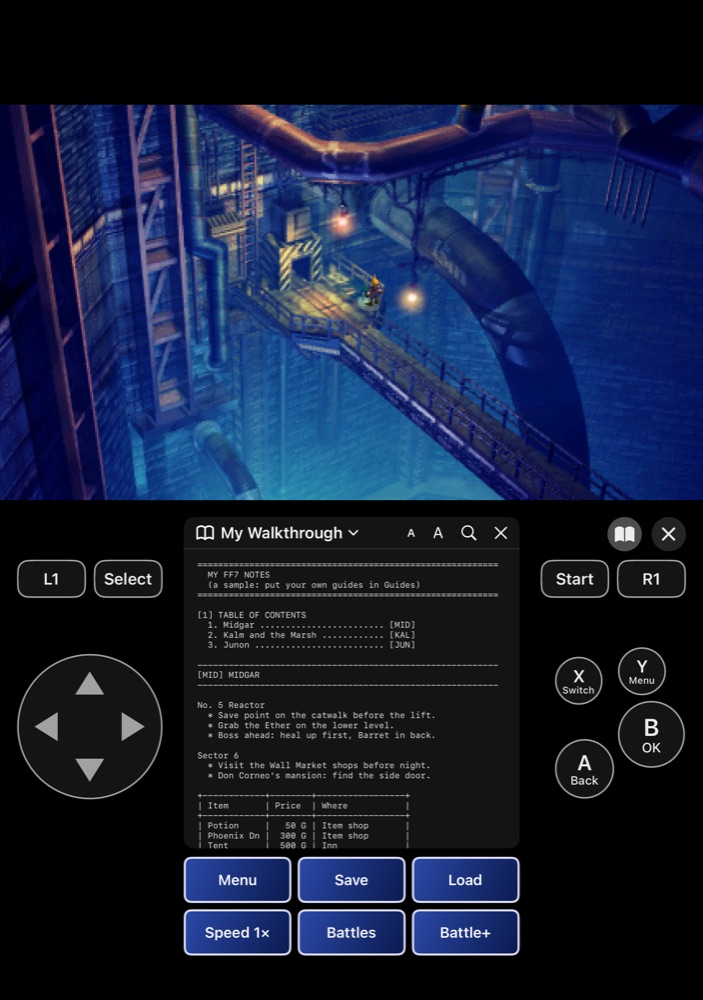 My Walkthrough
A A
L1 Select
Start R1
================================================================
MY FF7 NOTES
(a sample: put your own guides in Guides)
================================================================
[1] TABLE OF CONTENTS
1. Midgar ........................ [MID]
2. Kalm and the Marsh ............ [KAL]
3. Junon ......................... [JUN]
----------------------------------------------------------------
[MID] MIDGAR
----------------------------------------------------------------
No. 5 Reactor
* Save point on the catwalk before the lift.
* Grab the Ether on the lower level.
* Boss ahead: heal up first, Barret in back.
Sector 6
* Visit the Wall Market shops before night.
* Don Corneo's mansion: find the side door.
+-------------+-------+------------------+
| Item | Price | Where |
+-------------+-------+------------------+
| Potion | 50 G | Item shop
| Phoenix Dn | 300 G | Item shop
| Tent | 500 G | Inn
X
Switch
Y
Menu
B
OK
A
Back
Menu Save Load
Speed 1× Battles Battle+